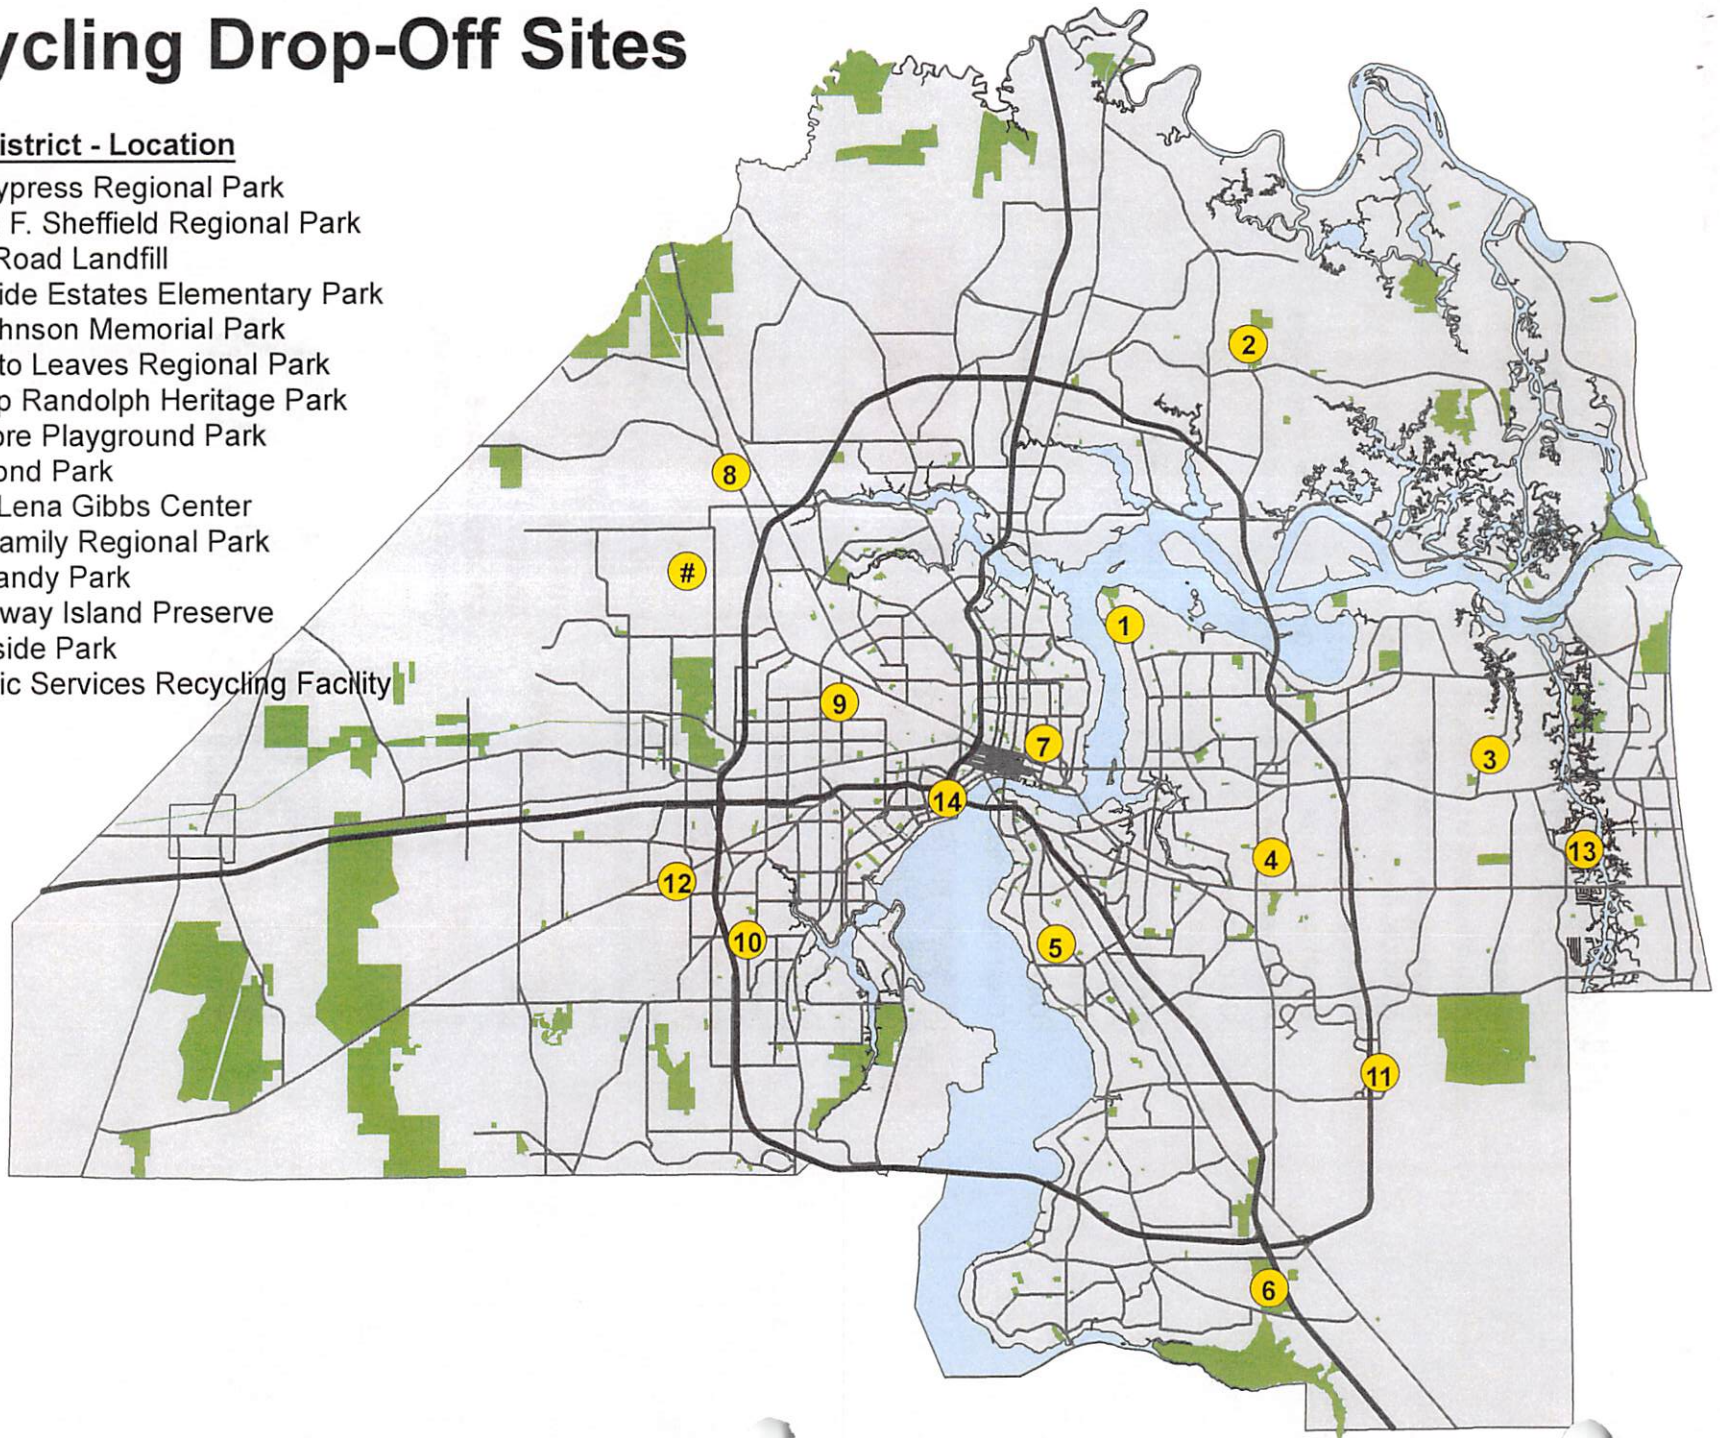 ycling Drop-Off Sites
istrict - Location
ypress Regional Park
F. Sheffield Regional Park
Road Landfill
ide Estates Elementary Park
hnson Memorial Park
to Leaves Regional Park
p Randolph Heritage Park
ore Playground Park
ond Park
Lena Gibbs Center
amily Regional Park
andy Park
way Island Preserve
side Park
ic Services Recycling Facility
2
8
#
1
9
7
3
14
4
13
12
10
5
11
6